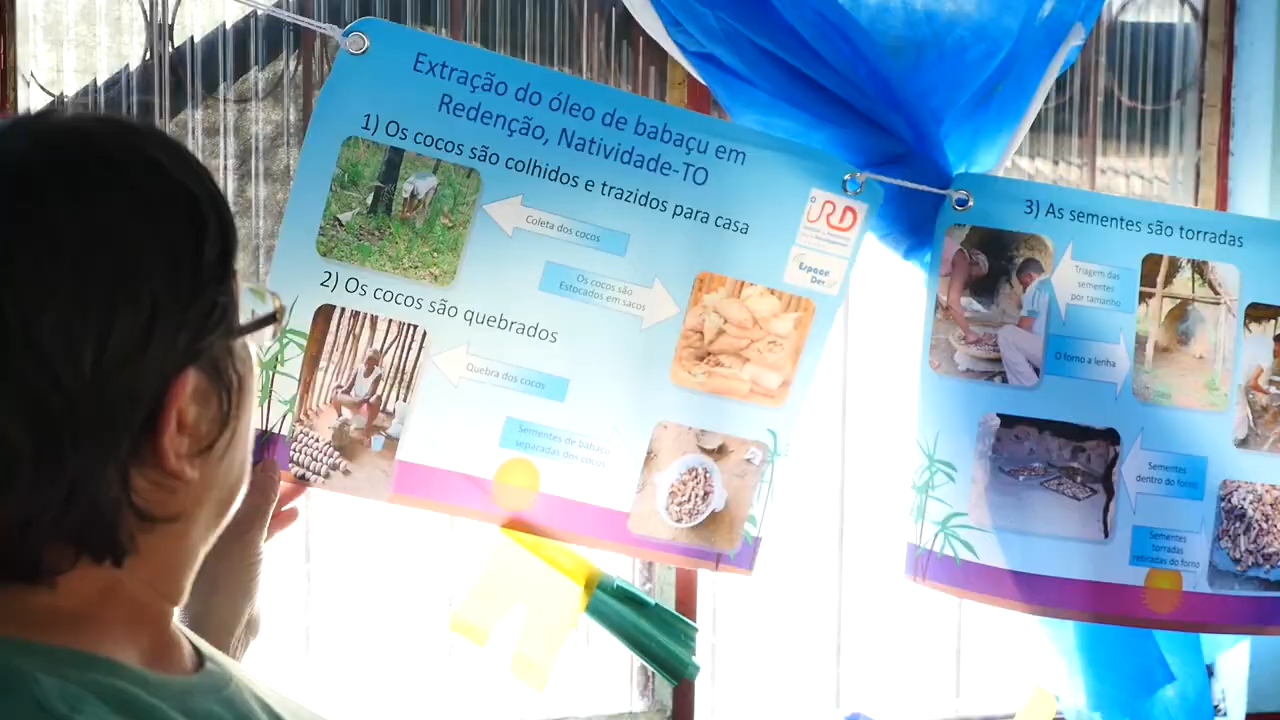 Extração do óleo de babaçu em
Redenção, Natividade-TO
1) Os cocos são colhidos e trazidos para casa
Coleta dos cocos
Os cocos são
Estocados em sacos
2) Os cocos são quebrados
Quebra dos cocos
Sementes de babaçu
separadas dos cocos
IRD
Espace
Dev
3) As sementes são torradas
Triagem das
sementes
por tamanho
O forno a lenha
Sementes
dentro do forno
Sementes
torradas
retiradas do forno